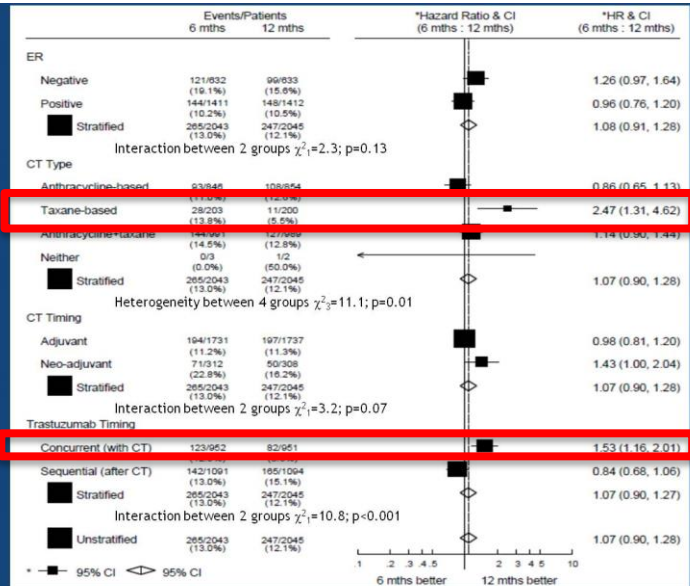 Events/Patients *Hazard Ratio & CI *HR & CI
6 mths 12 mths (6 mths : 12 mths) (6 mths : 12 mths)
ER
Negative 121/632 99/633 1.26 (0.97, 1.64)
(19.1%) (15.6%)
Positive 144/1411 148/1412 0.96 (0.76, 1.20)
(10.2%) (10.5%)
Stratified 265/2043 247/2045 1.08 (0.91, 1.28)
(13.0%) (12.1%)
Interaction between 2 groups χ²₁=2.3; p=0.13
CT Type
Anthracycline-based 93/846 108/854 0.86 (0.65, 1.13)
Taxane-based 28/203 11/200 2.47 (1.31, 4.62)
(13.8%) (5.5%)
Anthracycline+taxane 144/991 127/989 1.14 (0.90, 1.44)
(14.5%) (12.8%)
Neither 0/3 1/2
(0.0%) (50.0%)
Stratified 265/2043 247/2045 1.07 (0.90, 1.28)
(13.0%) (12.1%)
Heterogeneity between 4 groups χ²₃=11.1; p=0.01
CT Timing
Adjuvant 194/1731 197/1737 0.98 (0.81, 1.20)
(11.2%) (11.3%)
Neo-adjuvant 71/312 50/308 1.43 (1.00, 2.04)
(22.8%) (16.2%)
Stratified 265/2043 247/2045 1.07 (0.90, 1.28)
(13.0%) (12.1%)
Interaction between 2 groups χ²₁=3.2; p=0.07
Trastuzumab Timing
Concurrent (with CT) 123/952 82/951 1.53 (1.16, 2.01)
Sequential (after CT) 142/1091 165/1094 0.84 (0.68, 1.06)
(13.0%) (15.1%)
Stratified 265/2043 247/2045 1.07 (0.90, 1.27)
(13.0%) (12.1%)
Interaction between 2 groups χ²₁=10.8; p<0.001
Unstratified 265/2043 247/2045 1.07 (0.90, 1.28)
(13.0%) (12.1%)
* 95% CI 95% CI
.1 .2 .3 .4 .5 1 2 3 4 5 10
6 mths better 12 mths better